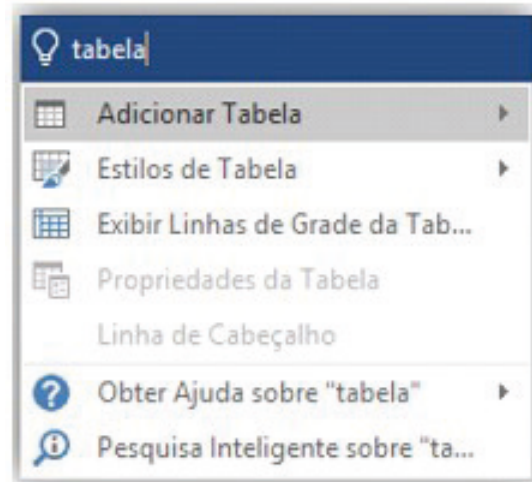 tabela
Adicionar Tabela
Estilos de Tabela
Exibir Linhas de Grade da Tab...
Propriedades da Tabela
Linha de Cabeçalho
Obter Ajuda sobre "tabela"
Pesquisa Inteligente sobre "ta...